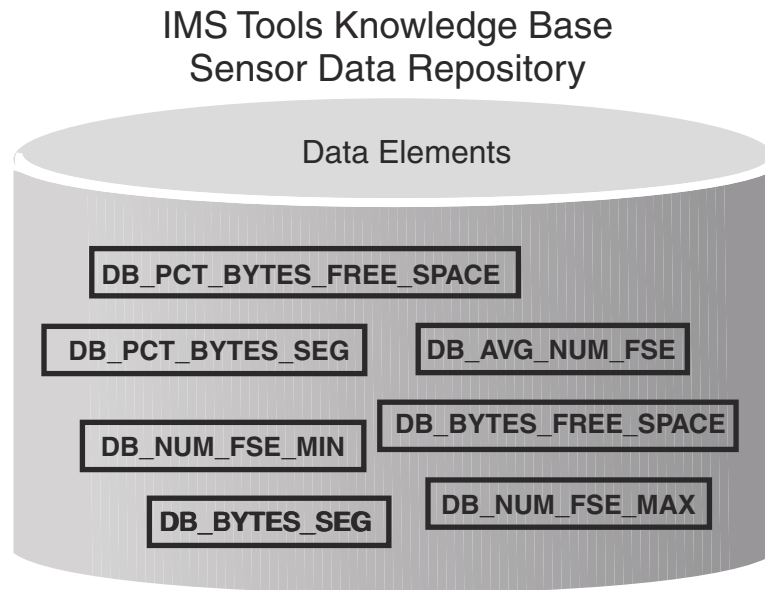 IMS Tools Knowledge Base
Sensor Data Repository
Data Elements
DB_PCT_BYTES_FREE_SPACE
DB_PCT_BYTES_SEG
DB_AVG_NUM_FSE
DB_BYTES_FREE_SPACE
DB_NUM_FSE_MIN
DB_NUM_FSE_MAX
DB_BYTES_SEG